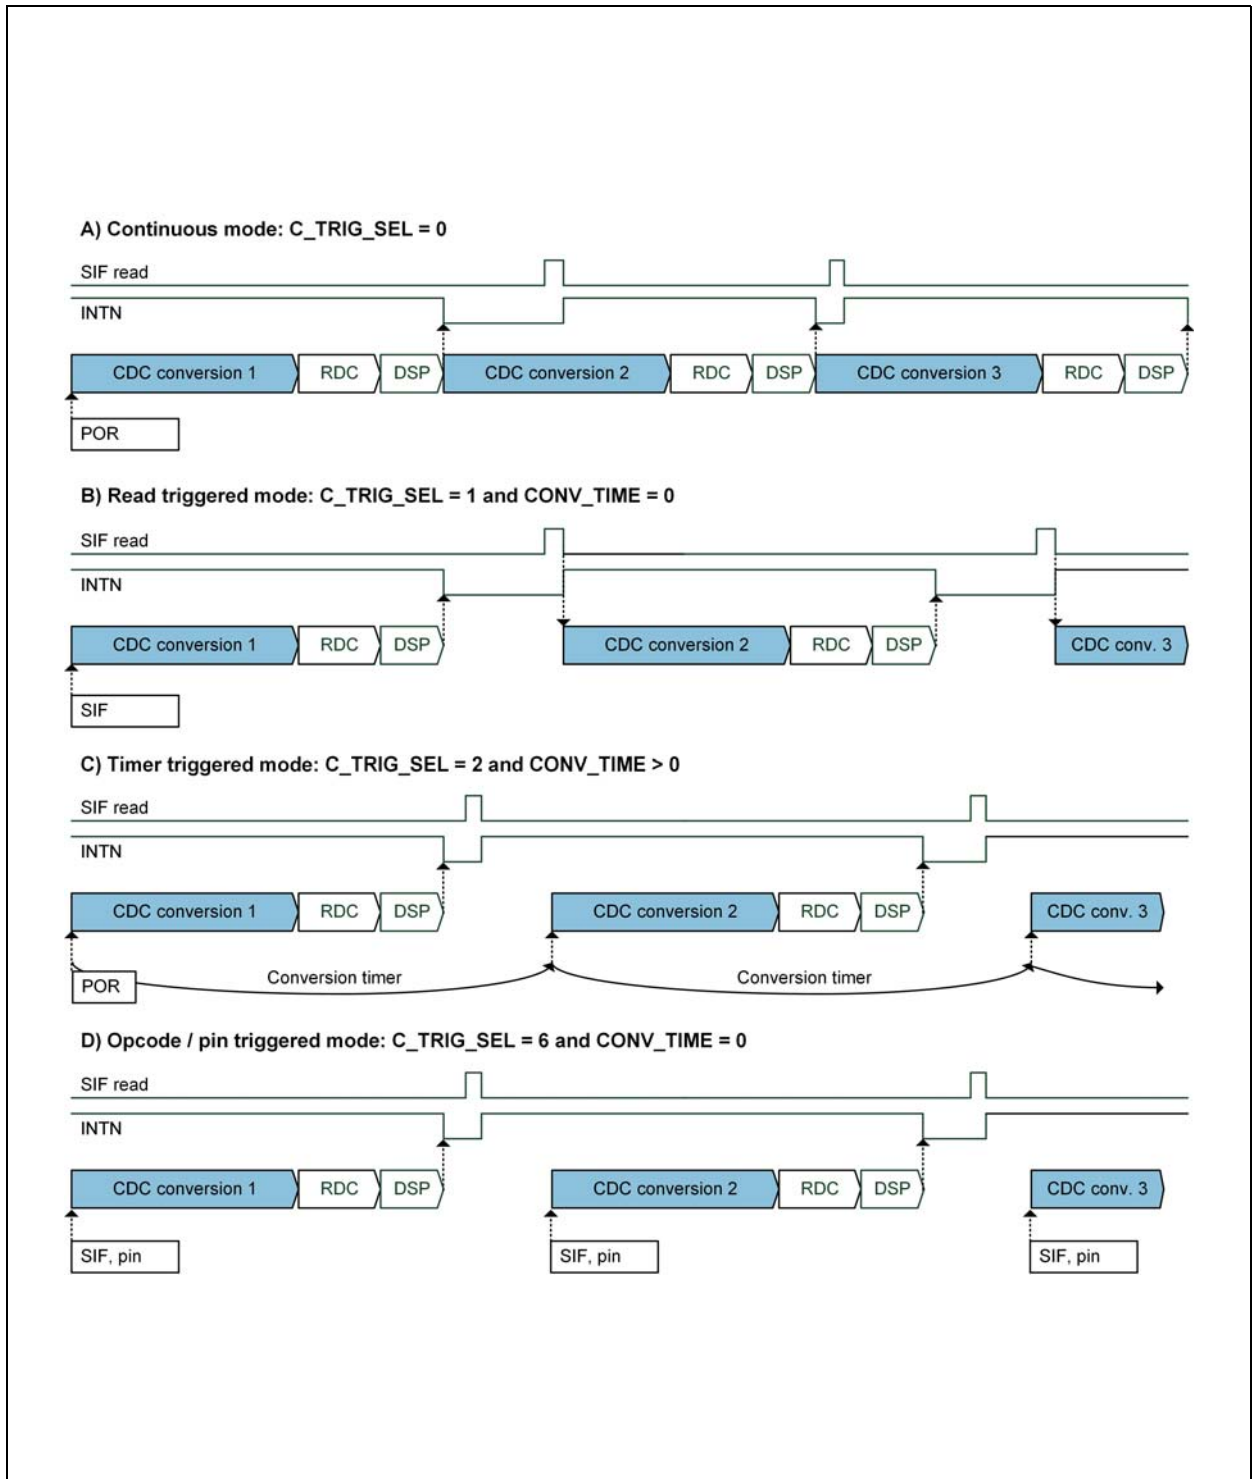 A) Continuous mode: C_TRIG_SEL = 0
SIF read
INTN
CDC conversion 1 RDC DSP CDC conversion 2 RDC DSP CDC conversion 3 RDC DSP
POR
B) Read triggered mode: C_TRIG_SEL = 1 and CONV_TIME = 0
SIF read
INTN
CDC conversion 1 RDC DSP CDC conversion 2 RDC DSP CDC conv. 3
SIF
C) Timer triggered mode: C_TRIG_SEL = 2 and CONV_TIME > 0
SIF read
INTN
CDC conversion 1 RDC DSP CDC conversion 2 RDC DSP CDC conv. 3
POR Conversion timer Conversion timer
D) Opcode / pin triggered mode: C_TRIG_SEL = 6 and CONV_TIME = 0
SIF read
INTN
CDC conversion 1 RDC DSP CDC conversion 2 RDC DSP CDC conv. 3
SIF, pin SIF, pin SIF, pin